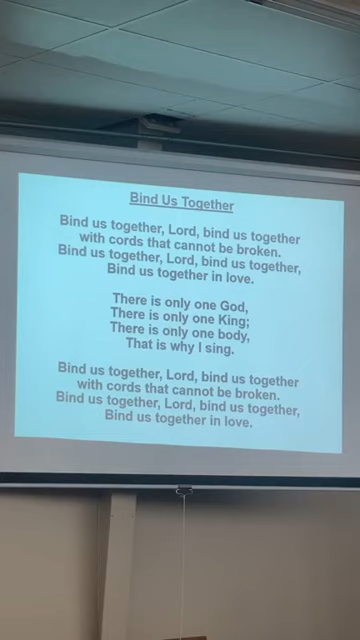 Bind Us Together
Bind us together, Lord, bind us together
with cords that cannot be broken.
Bind us together, Lord, bind us together,
Bind us together in love.
There is only one God,
There is only one King;
There is only one body,
That is why I sing.
Bind us together, Lord, bind us together
with cords that cannot be broken.
Bind us together, Lord, bind us together,
Bind us together in love.